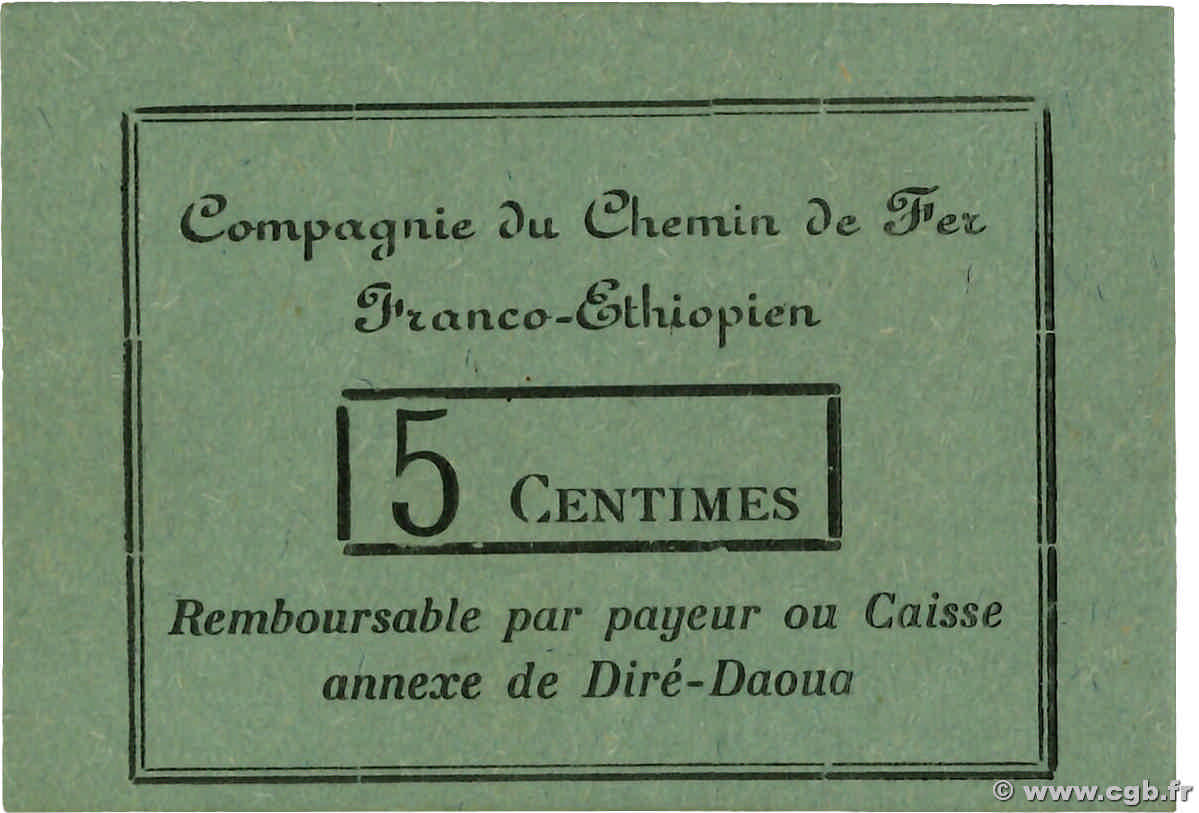 Compagnie du Chemin de Fer
Franco-Ethiopien
5 CENTIMES
Remboursable par payeur ou Caisse
annexe de Diré-Daoua
© www.cgb.fr